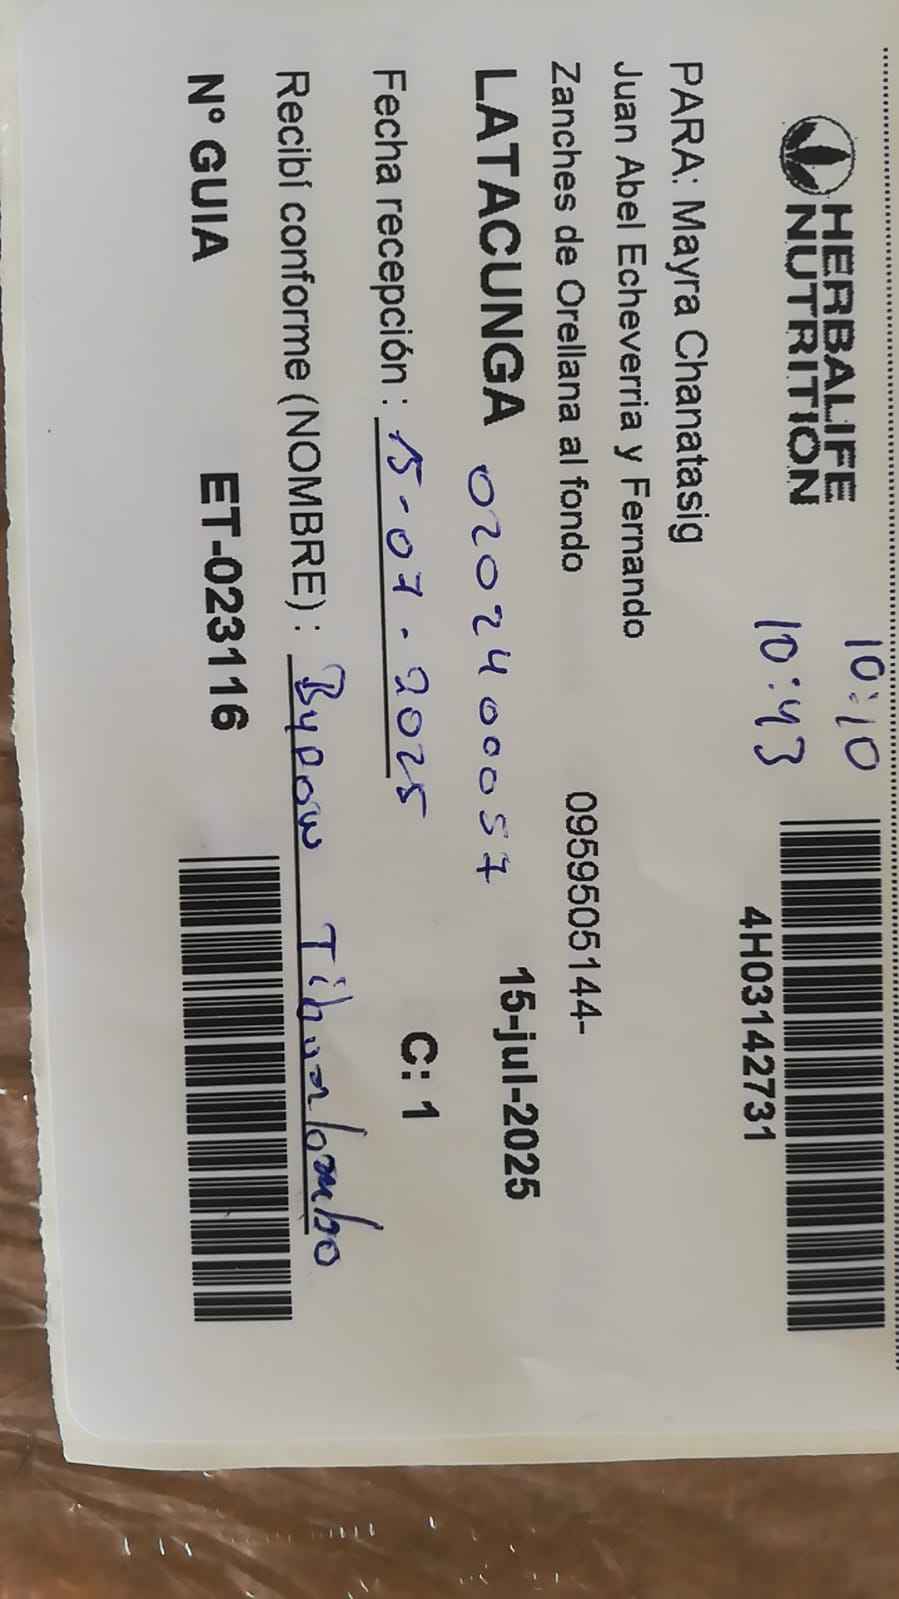 HERBALIFE
NUTRITION
10:10
10:43
4H03142731
PARA: Mayra Chanatasig
Juan Abel Echeverria y Fernando
Zanches de Orellana al fondo
0959505144-
LATACUNGA 0202400057 15-jul-2025
Fecha recepción : 15-07-2025 C: 1
Recibí conforme (NOMBRE) :
N° GUIA ET-023116